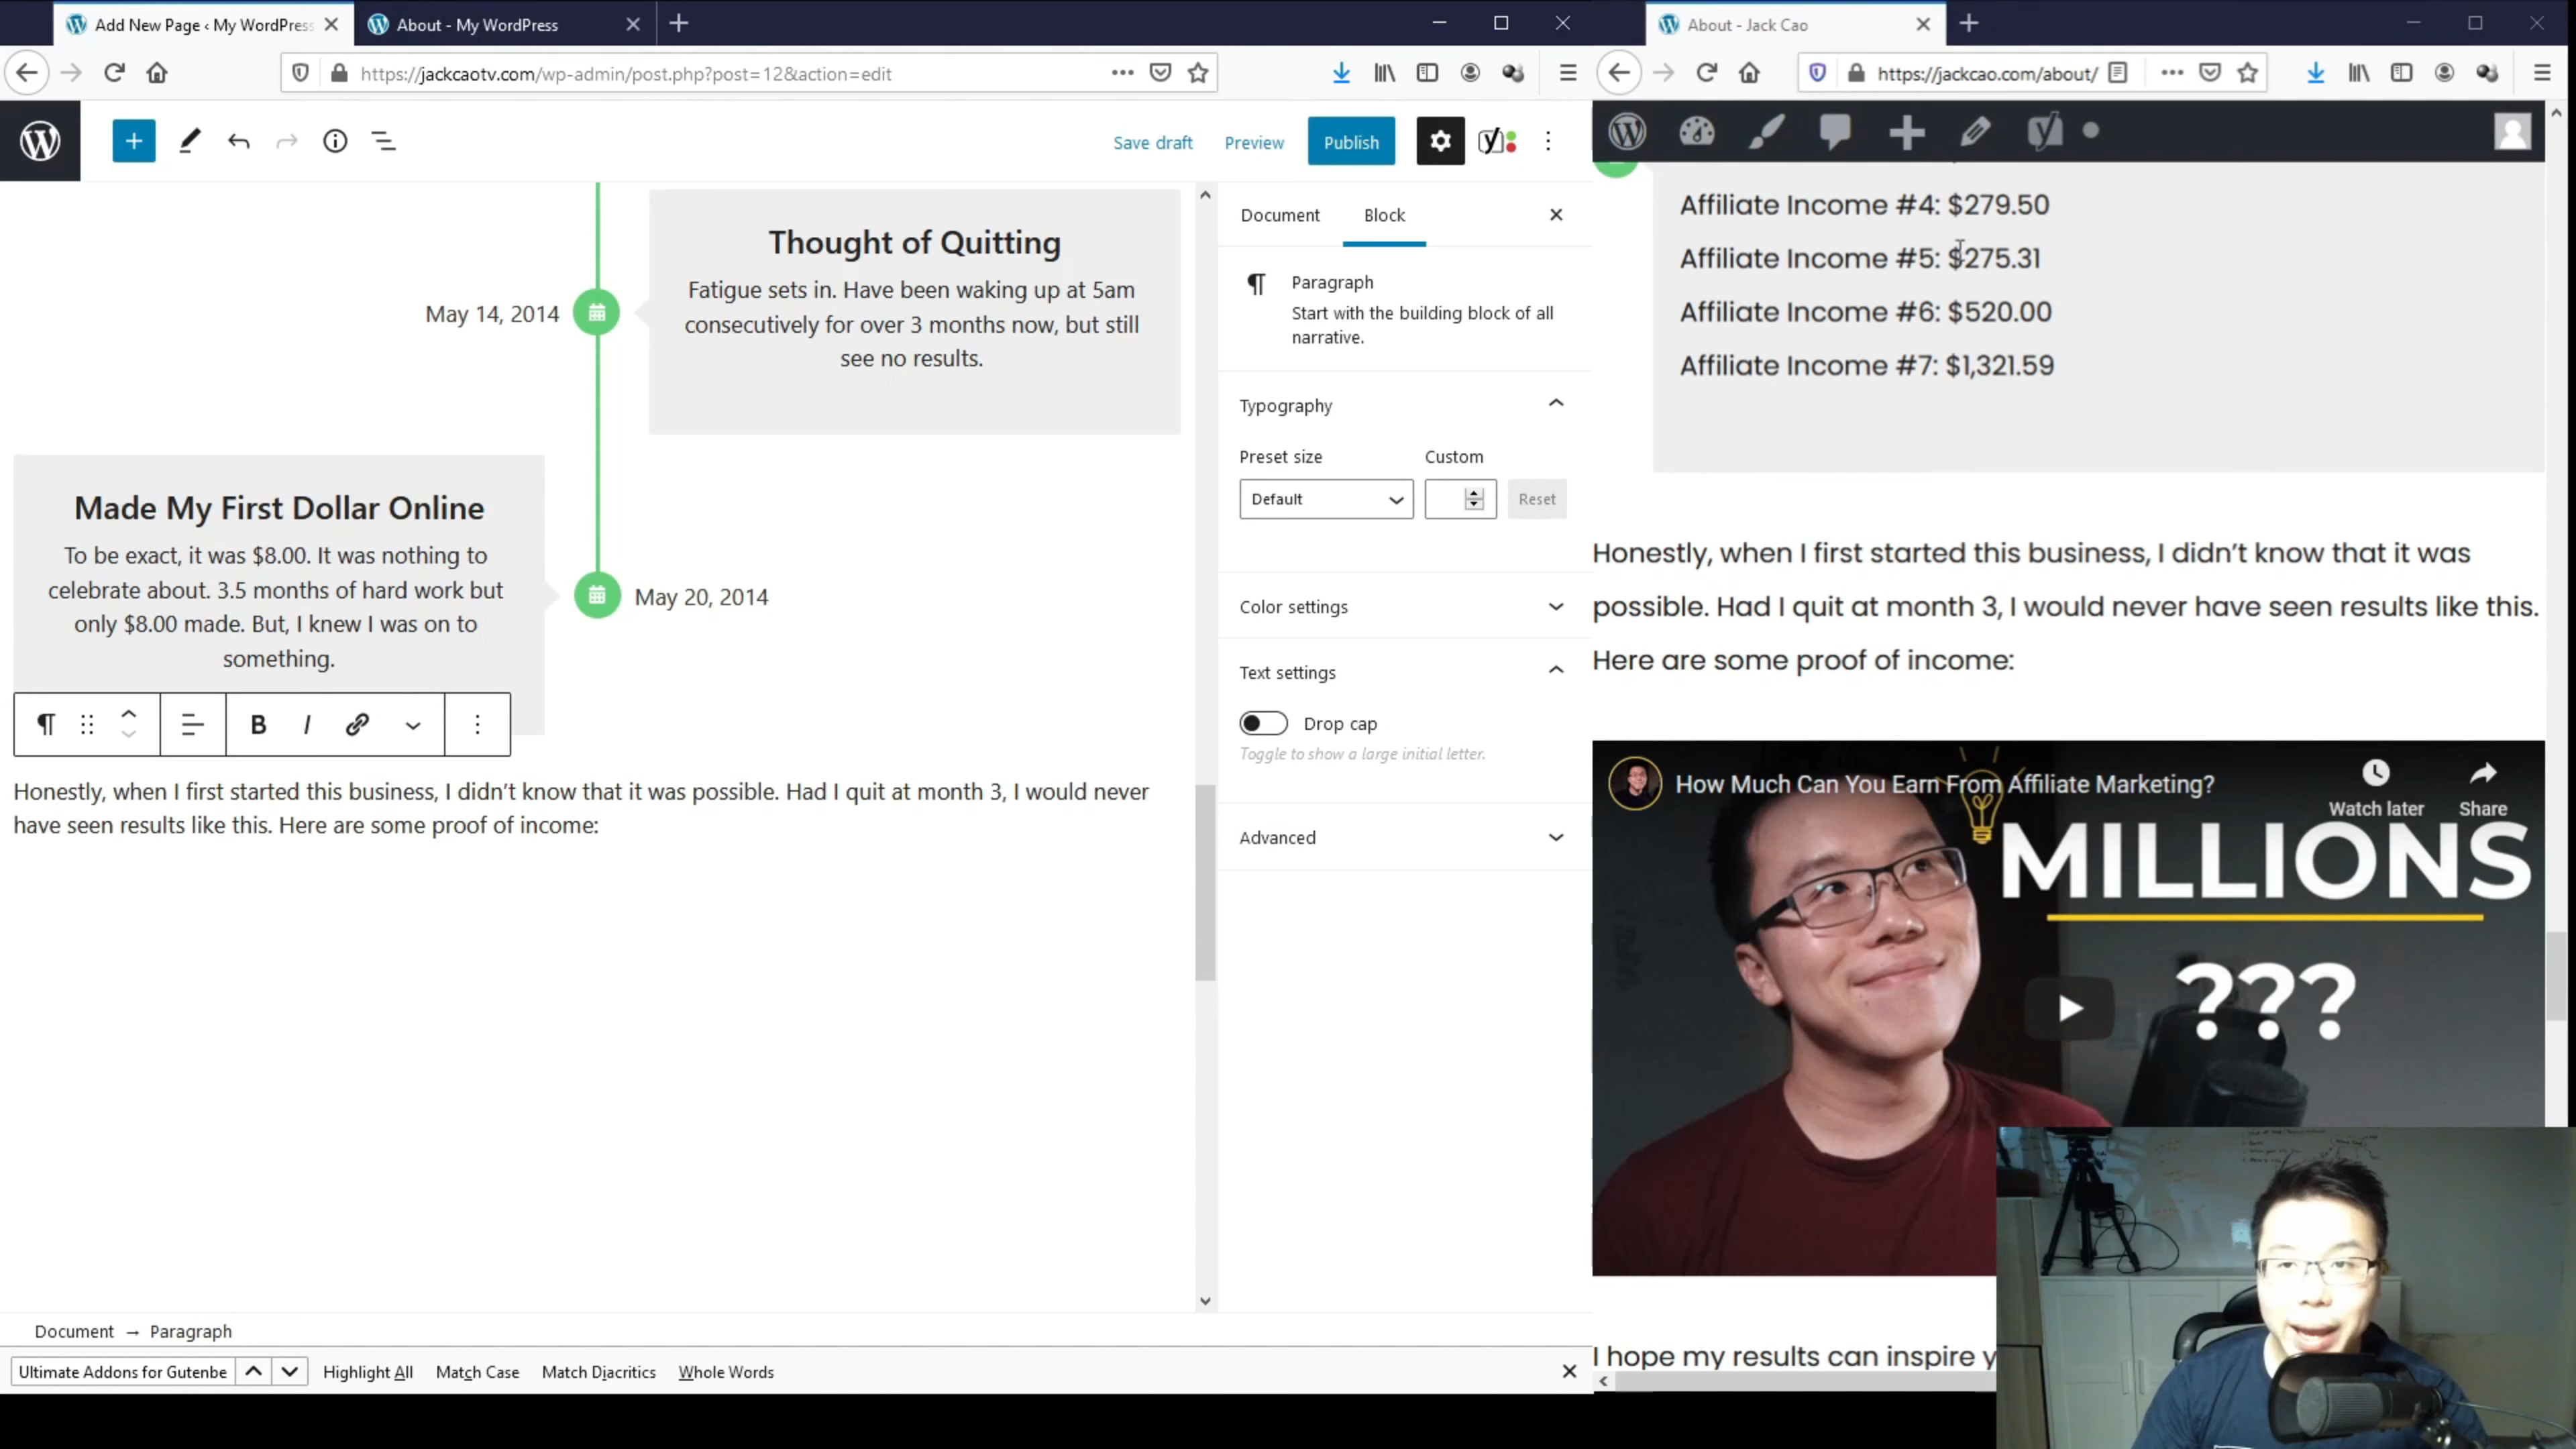 Add New Page ‹ My WordPress
About - My WordPress
https://jackcaotv.com/wp-admin/post.php?post=12&action=edit
Save draft
Preview
Publish
Thought of Quitting
Fatigue sets in. Have been waking up at 5am
consecutively for over 3 months now, but still
see no results.
May 14, 2014
Made My First Dollar Online
To be exact, it was $8.00. It was nothing to
celebrate about. 3.5 months of hard work but
only $8.00 made. But, I knew I was on to
something.
May 20, 2014
B I
Honestly, when I first started this business, I didn't know that it was possible. Had I quit at month 3, I would never
have seen results like this. Here are some proof of income:
Document → Paragraph
Ultimate Addons for Gutenbe
Highlight All
Match Case
Match Diacritics
Whole Words
Document
Block
Paragraph
Start with the building block of all
narrative.
Typography
Preset size
Custom
Default
Reset
Color settings
Text settings
Drop cap
Toggle to show a large initial letter.
Advanced
About - Jack Cao
https://jackcao.com/about/
Affiliate Income #4: $279.50
Affiliate Income #5: $275.31
Affiliate Income #6: $520.00
Affiliate Income #7: $1,321.59
Honestly, when I first started this business, I didn't know that it was
possible. Had I quit at month 3, I would never have seen results like this.
Here are some proof of income:
How Much Can You Earn From Affiliate Marketing?
Watch later
Share
MILLIONS
???
I hope my results can inspire y